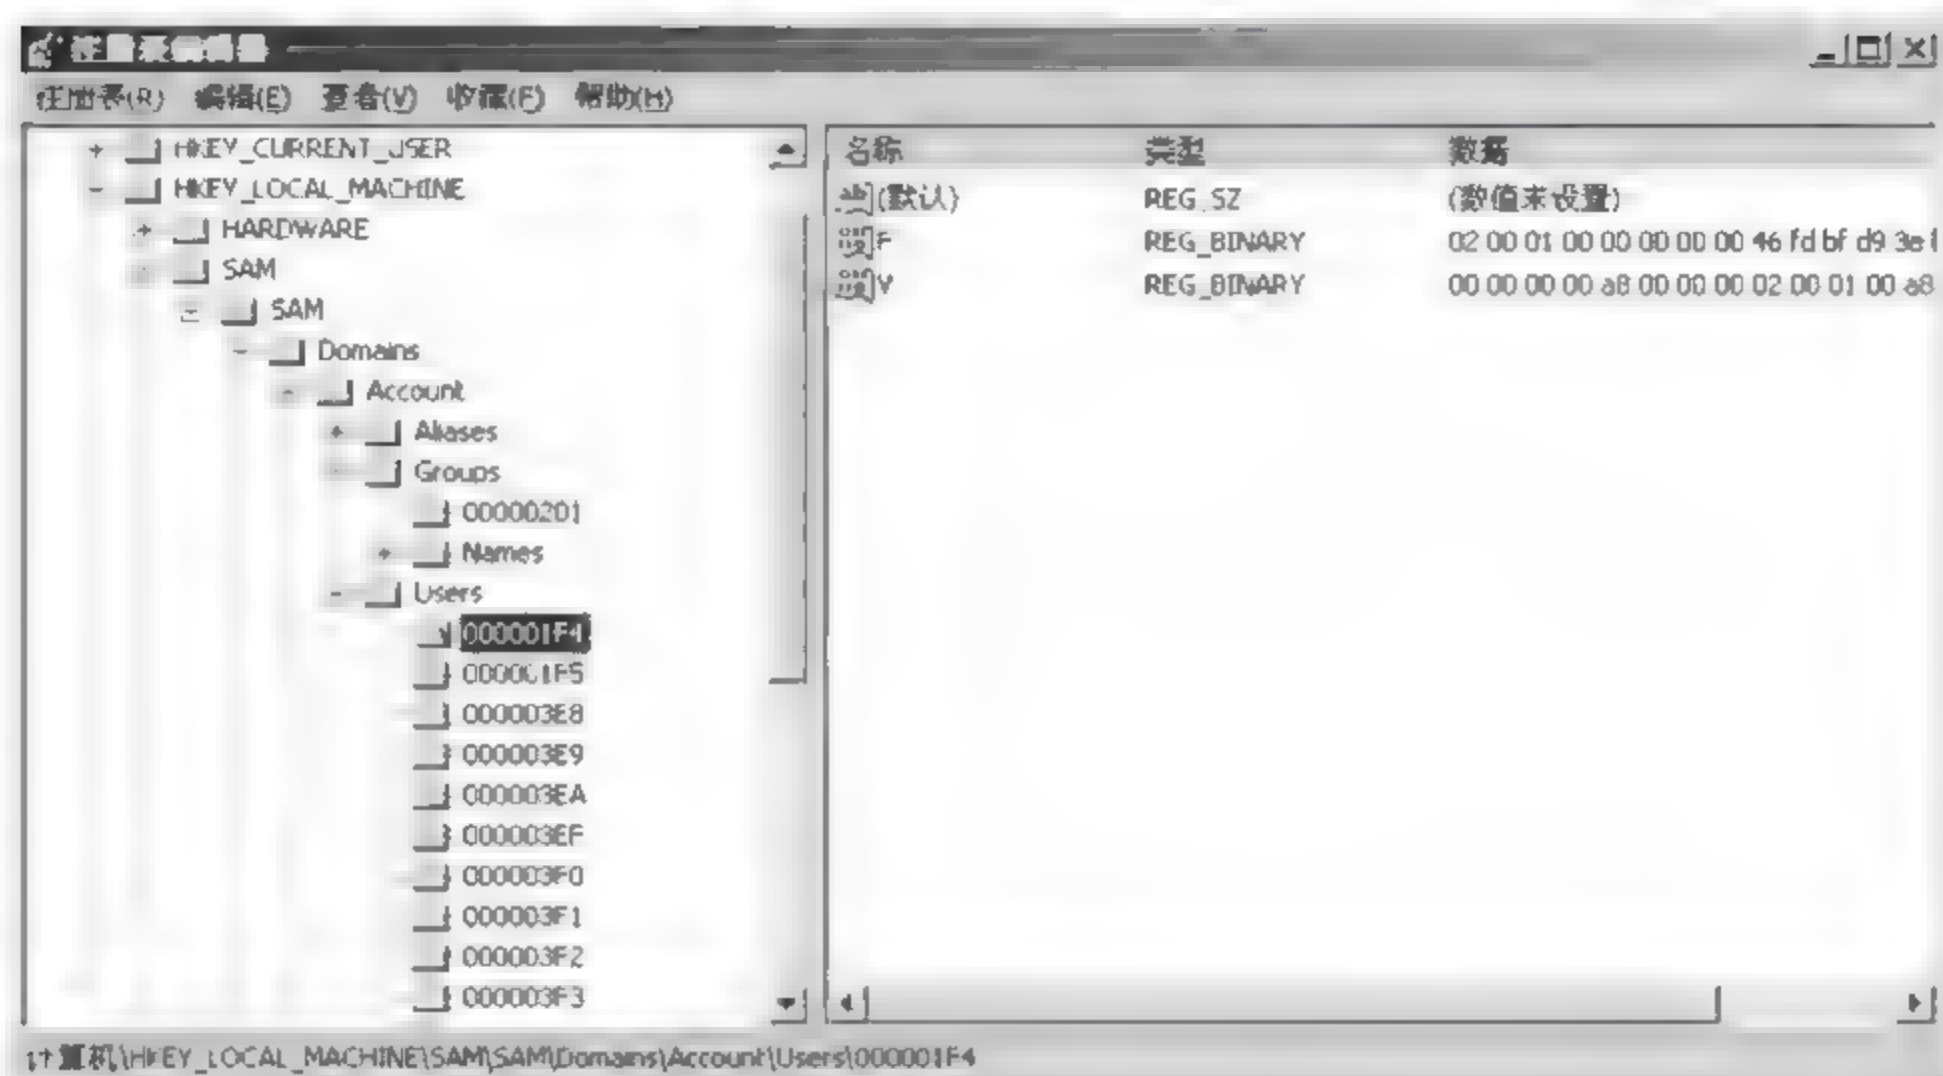 注册表编辑器
注册表(R) 编辑(E) 查看(V) 收藏(F) 帮助(H)
HKEY_CURRENT_USER
HKEY_LOCAL_MACHINE
HARDWARE
SAM
SAM
Domains
Account
Aliases
Groups
00000201
Names
Users
000001F4
000001F5
000003E8
000003E9
000003EA
000003EF
000003F0
000003F1
000003F2
000003F3
名称 类型 数据
(默认) REG_SZ (数值未设置)
F REG_BINARY 02 00 01 00 00 00 00 00 46 fd bf d9 3e
V REG_BINARY 00 00 00 00 a8 00 00 00 02 00 01 00 a8
计算机\HKEY_LOCAL_MACHINE\SAM\SAM\Domains\Account\Users\000001F4